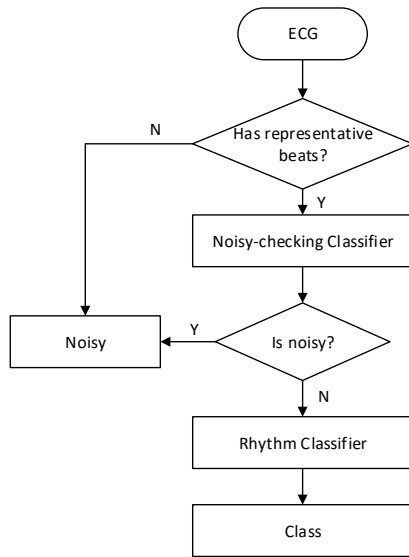 ECG
N
Has representative
beats?
Y
Noisy-checking Classifier
Noisy
Y
Is noisy?
N
Rhythm Classifier
Class